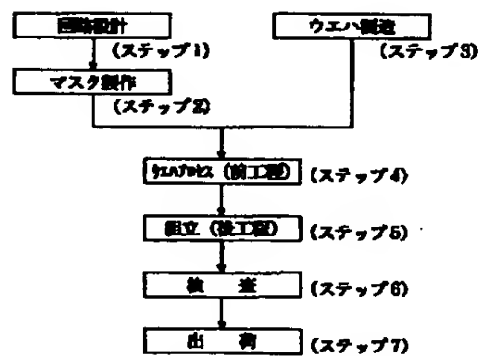 回路設計
ウエハ製造
(ステップ1)
(ステップ3)
マスク製作
(ステップ2)
ウエハプロセス (前工程)
(ステップ4)
組立 (後工程)
(ステップ5)
検 査
(ステップ6)
出 荷
(ステップ7)